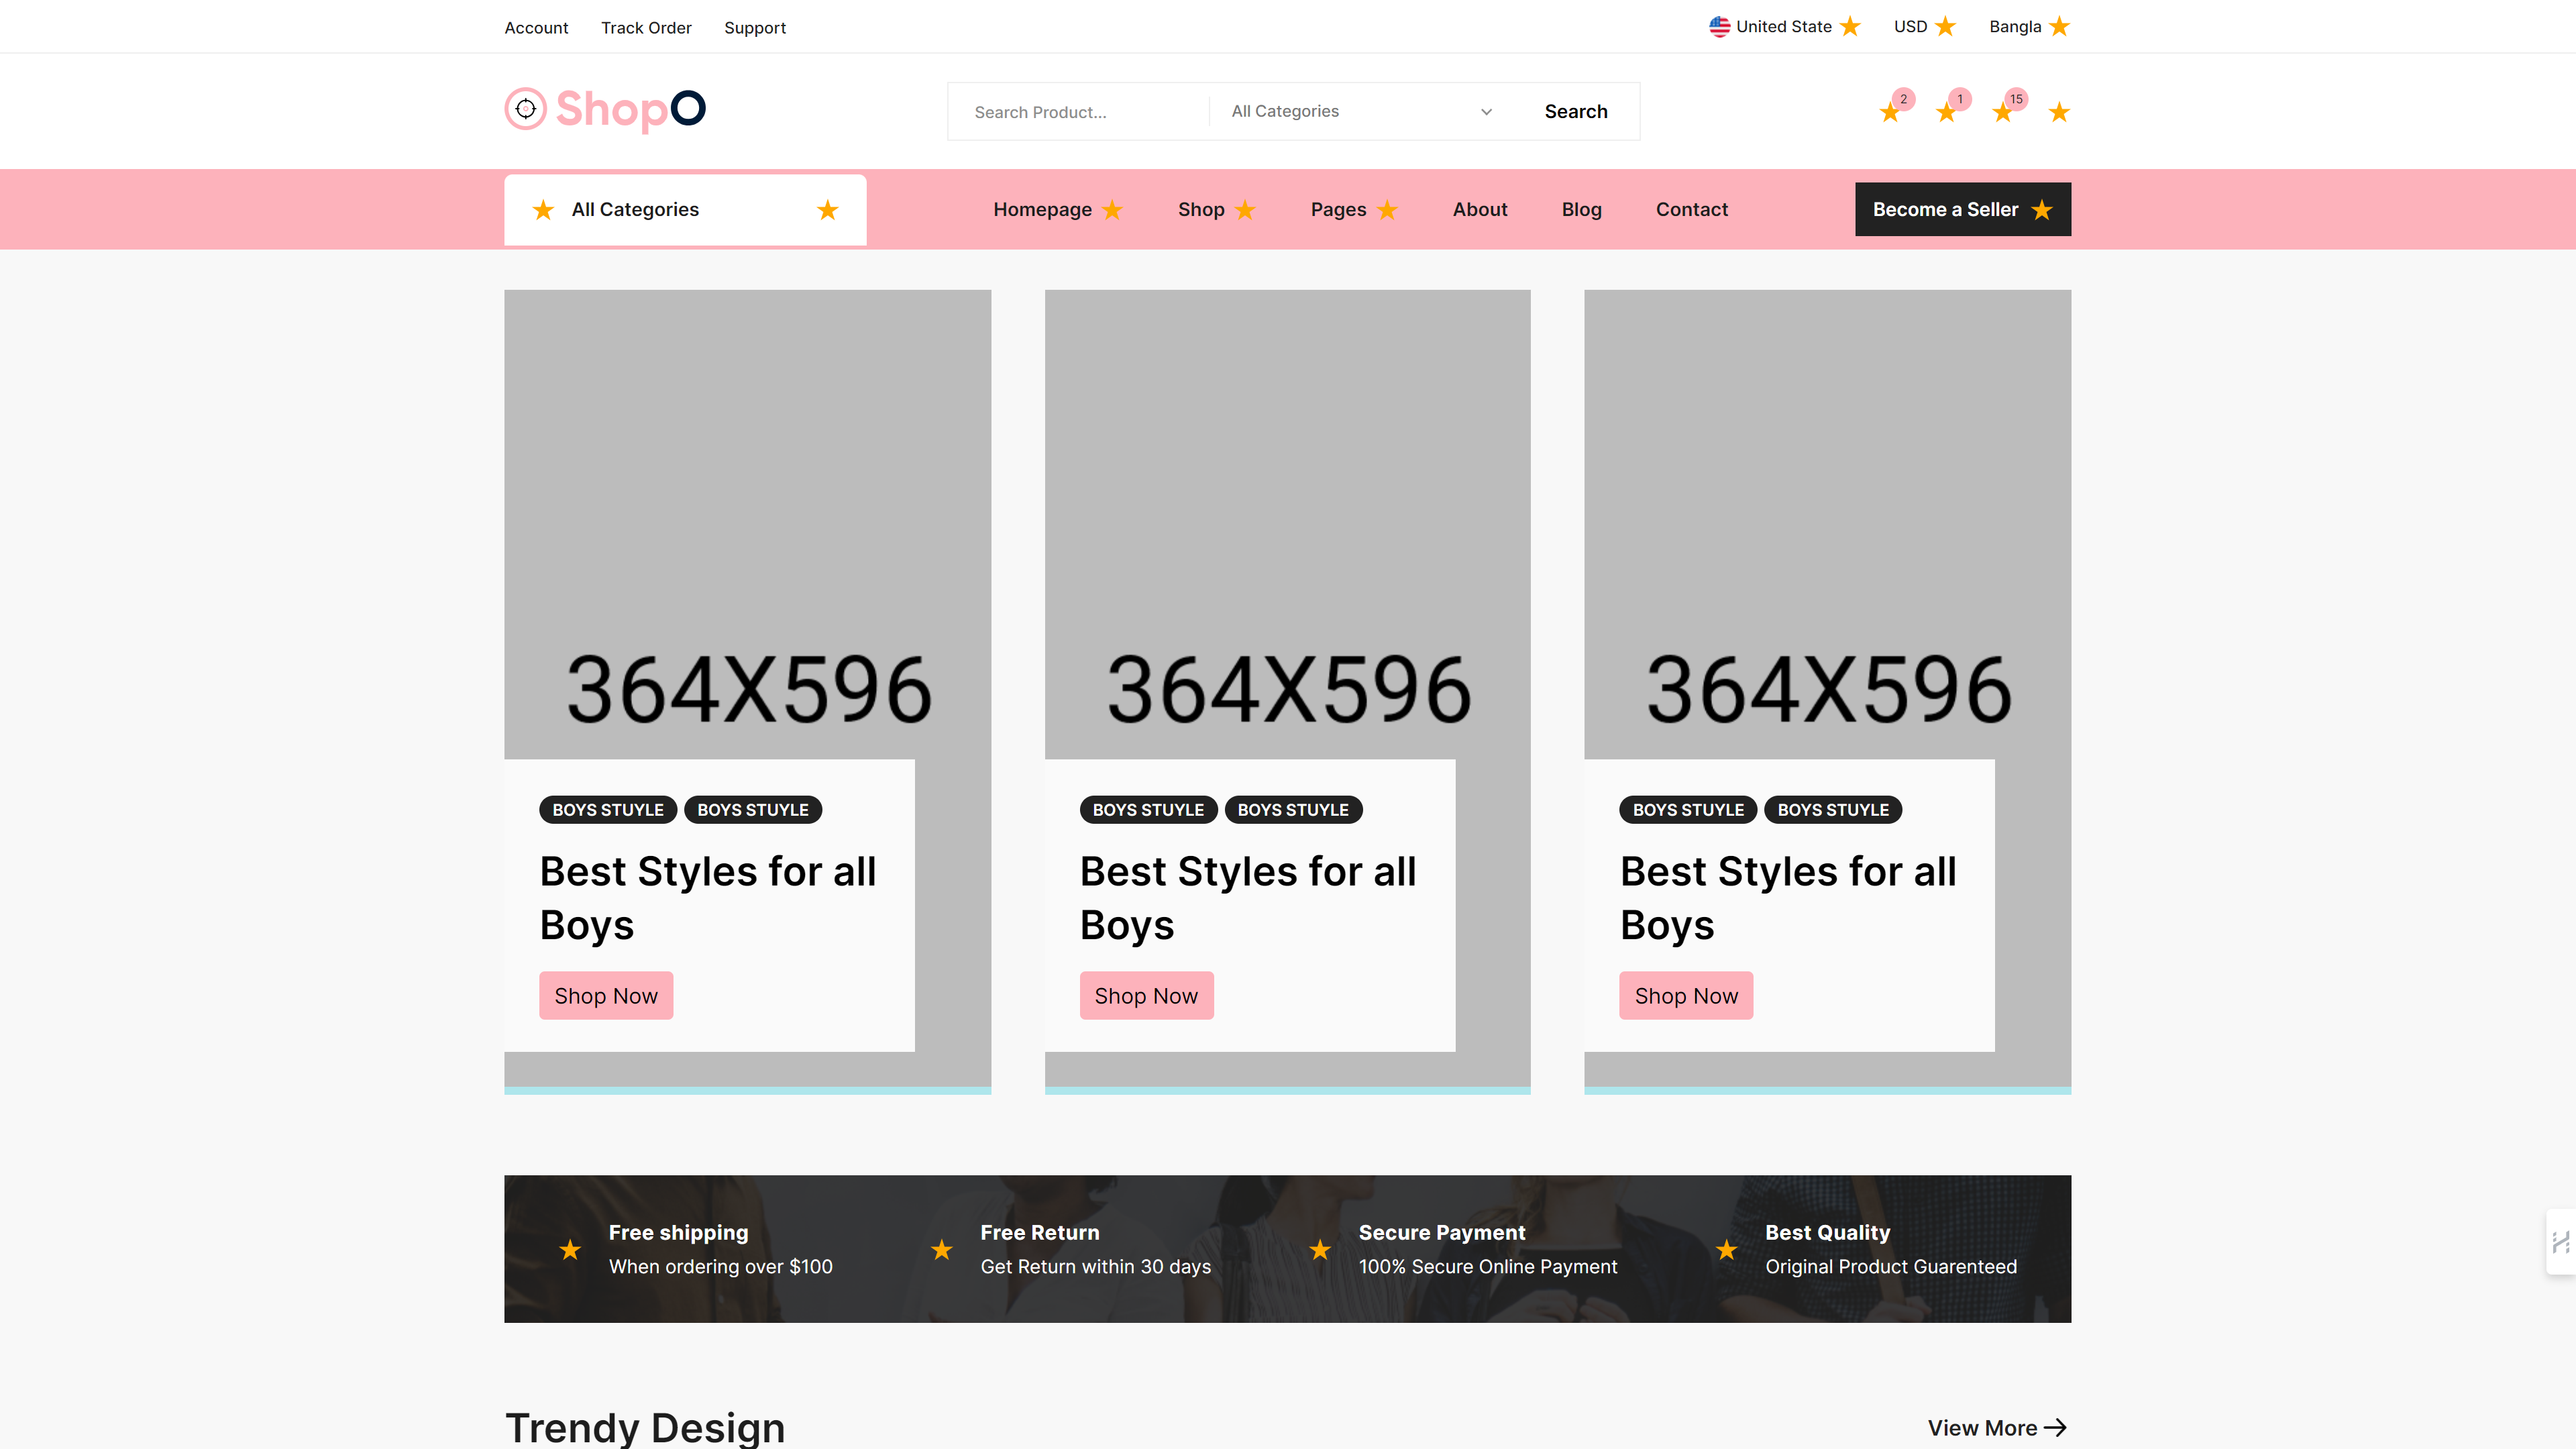 Account Track Order Support United State USD Bangla
ShopO Search Product... All Categories Search 2 1 15
All Categories Homepage Shop Pages About Blog Contact Become a Seller
364X596 364X596 364X596
BOYS STUYLE BOYS STUYLE
Best Styles for all
Boys
Shop Now
BOYS STUYLE BOYS STUYLE
Best Styles for all
Boys
Shop Now
BOYS STUYLE BOYS STUYLE
Best Styles for all
Boys
Shop Now
Free shipping
When ordering over $100
Free Return
Get Return within 30 days
Secure Payment
100% Secure Online Payment
Best Quality
Original Product Guarenteed
Trendy Design View More